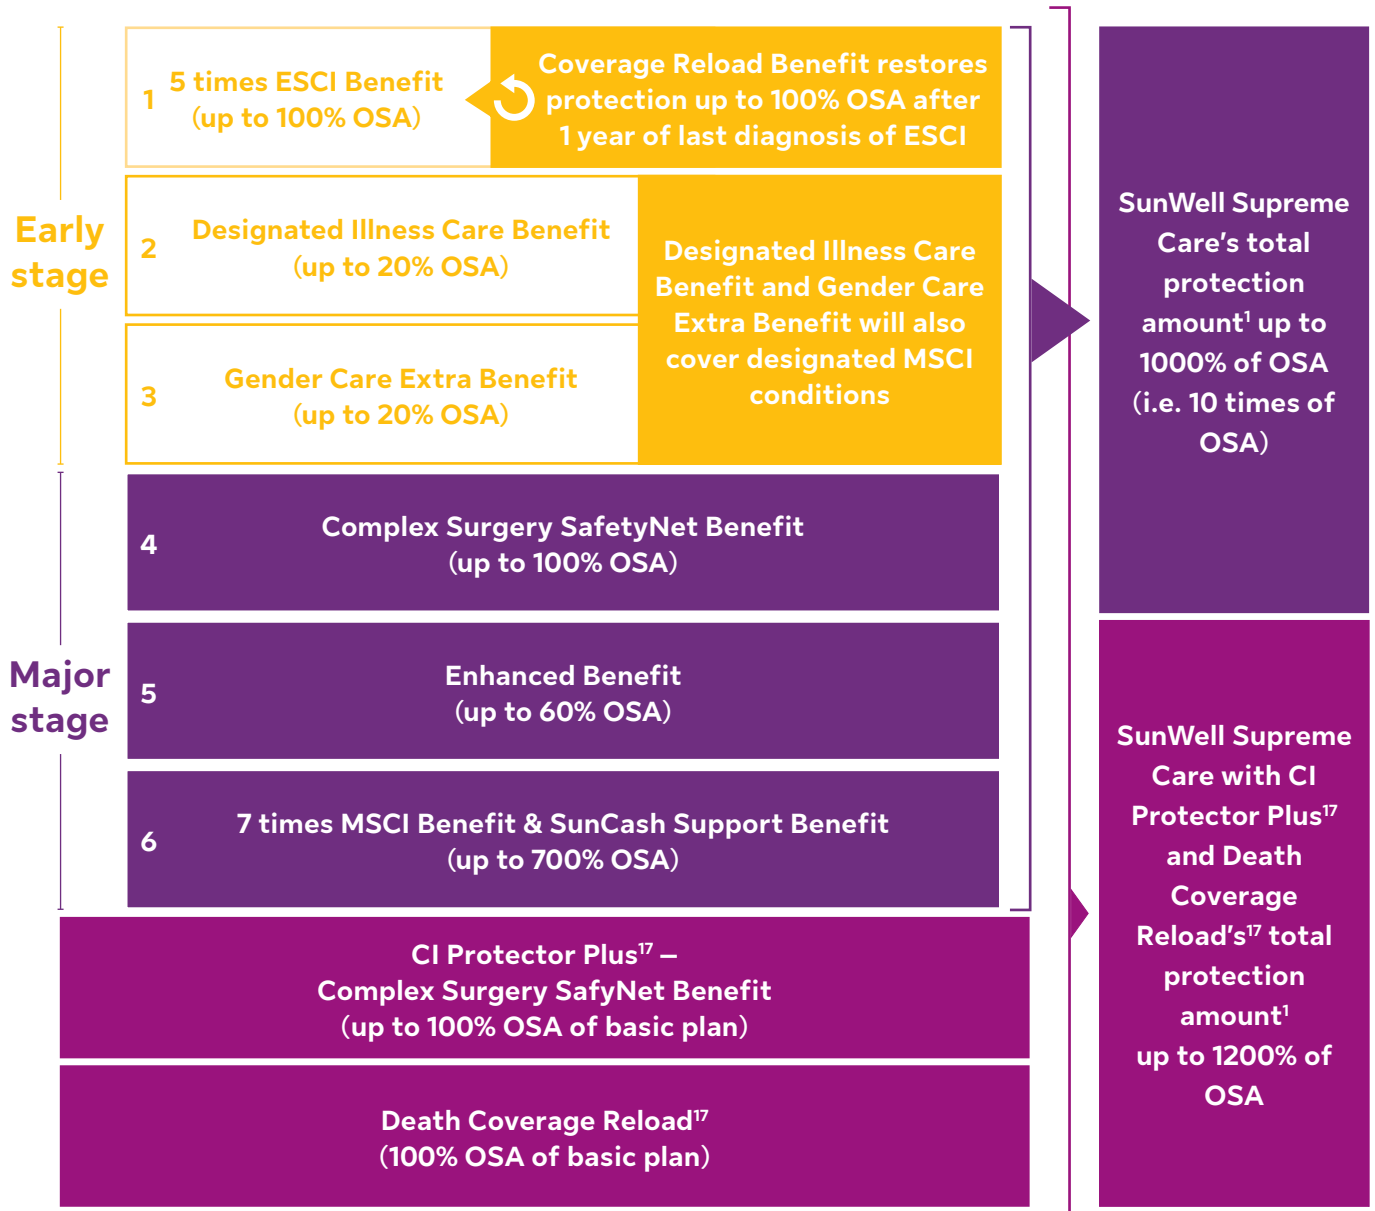 Early
stage
1
5 times ESCI Benefit
(up to 100% OSA)
Coverage Reload Benefit restores
protection up to 100% OSA after
1 year of last diagnosis of ESCI
2
Designated Illness Care Benefit
(up to 20% OSA)
3
Gender Care Extra Benefit
(up to 20% OSA)
Designated Illness Care
Benefit and Gender Care
Extra Benefit will also
cover designated MSCI
conditions
Major
stage
4
Complex Surgery SafetyNet Benefit
(up to 100% OSA)
5
Enhanced Benefit
(up to 60% OSA)
6
7 times MSCI Benefit & SunCash Support Benefit
(up to 700% OSA)
CI Protector Plus¹⁷ –
Complex Surgery SafyNet Benefit
(up to 100% OSA of basic plan)
Death Coverage Reload¹⁷
(100% OSA of basic plan)
SunWell Supreme
Care's total
protection
amount¹ up to
1000% of OSA
(i.e. 10 times of
OSA)
SunWell Supreme
Care with CI
Protector Plus¹⁷
and Death
Coverage
Reload's¹⁷ total
protection
amount¹
up to 1200% of
OSA